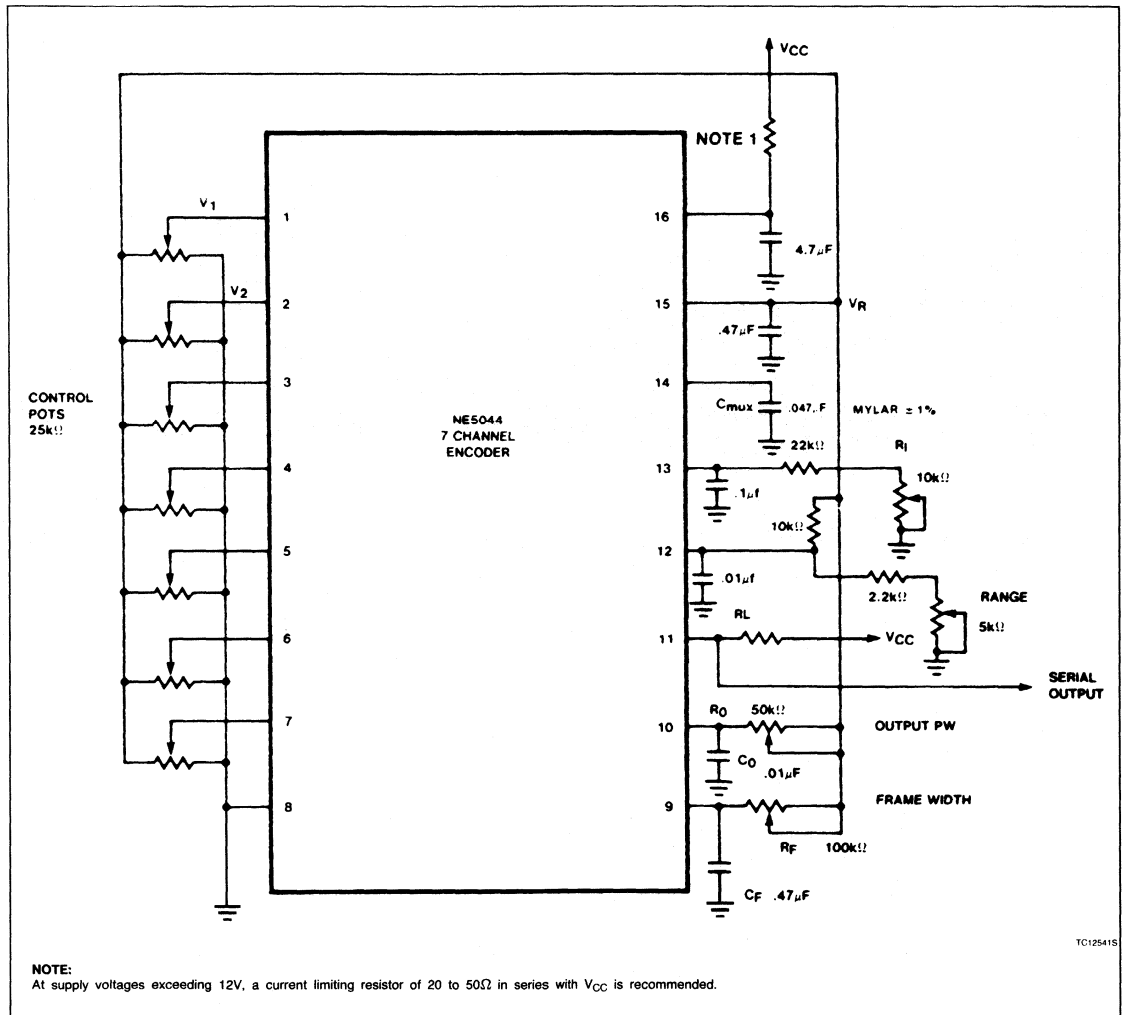 VCC
NOTE 1
V1
1
16
4.7µF
V2
2
15
VR
.47µF
3
14
CONTROL
POTS
25kΩ
NE5044
7 CHANNEL
ENCODER
Cmux
.047µF
MYLAR ± 1%
22kΩ
RI
4
13
10kΩ
.1µf
10kΩ
5
12
.01µf
2.2kΩ
RANGE
5kΩ
RL
6
11
VCC
SERIAL
OUTPUT
RO
50kΩ
7
10
OUTPUT PW
CO
.01µF
FRAME WIDTH
8
9
RF
100kΩ
CF .47µF
TC12541S
NOTE:
At supply voltages exceeding 12V, a current limiting resistor of 20 to 50Ω in series with VCC is recommended.